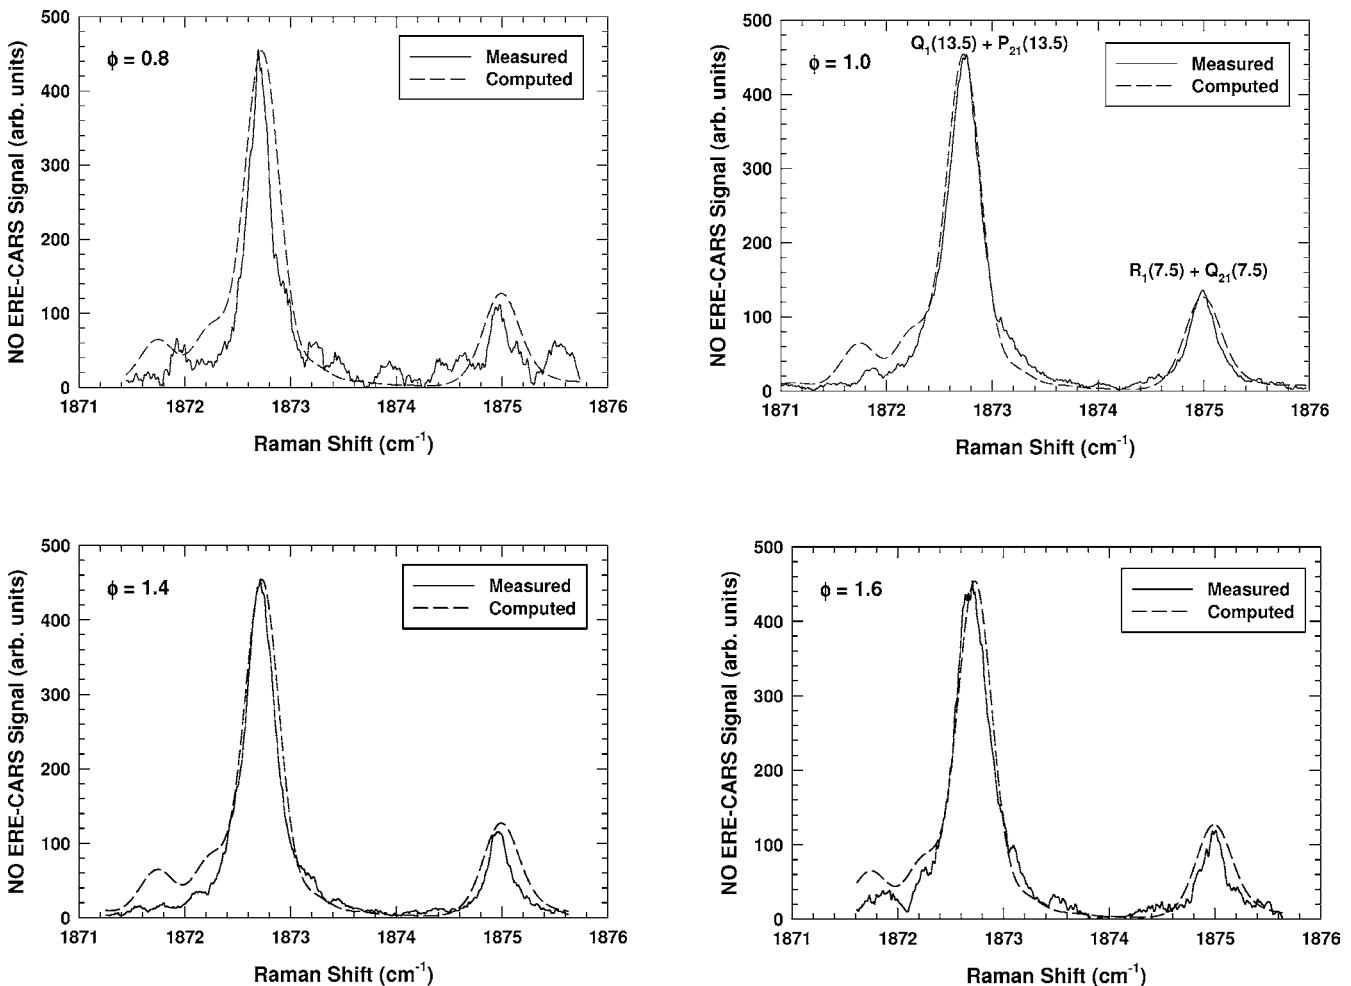 NO ERE-CARS Signal (arb. units)
500
400
300
200
100
0
ϕ = 0.8
Measured
Computed
1871 1872 1873 1874 1875 1876
Raman Shift (cm⁻¹)
NO ERE-CARS Signal (arb. units)
500
400
300
200
100
0
ϕ = 1.0
Q₁(13.5) + P₂₁(13.5)
Measured
Computed
R₁(7.5) + Q₂₁(7.5)
1871 1872 1873 1874 1875 1876
Raman Shift (cm⁻¹)
NO ERE-CARS Signal (arb. units)
500
400
300
200
100
0
ϕ = 1.4
Measured
Computed
1871 1872 1873 1874 1875 1876
Raman Shift (cm⁻¹)
NO ERE-CARS Signal (arb. units)
500
400
300
200
100
0
ϕ = 1.6
Measured
Computed
1871 1872 1873 1874 1875 1876
Raman Shift (cm⁻¹)